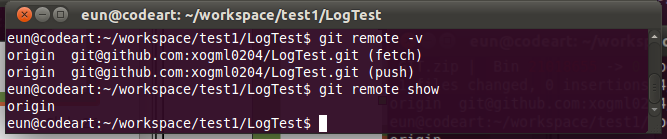 eun@codeart: ~/workspace/test1/LogTest
eun@codeart:~/workspace/test1/LogTest$ git remote -v
origin  git@github.com:xogml0204/LogTest.git (fetch)
origin  git@github.com:xogml0204/LogTest.git (push)
eun@codeart:~/workspace/test1/LogTest$ git remote show
origin
eun@codeart:~/workspace/test1/LogTest$